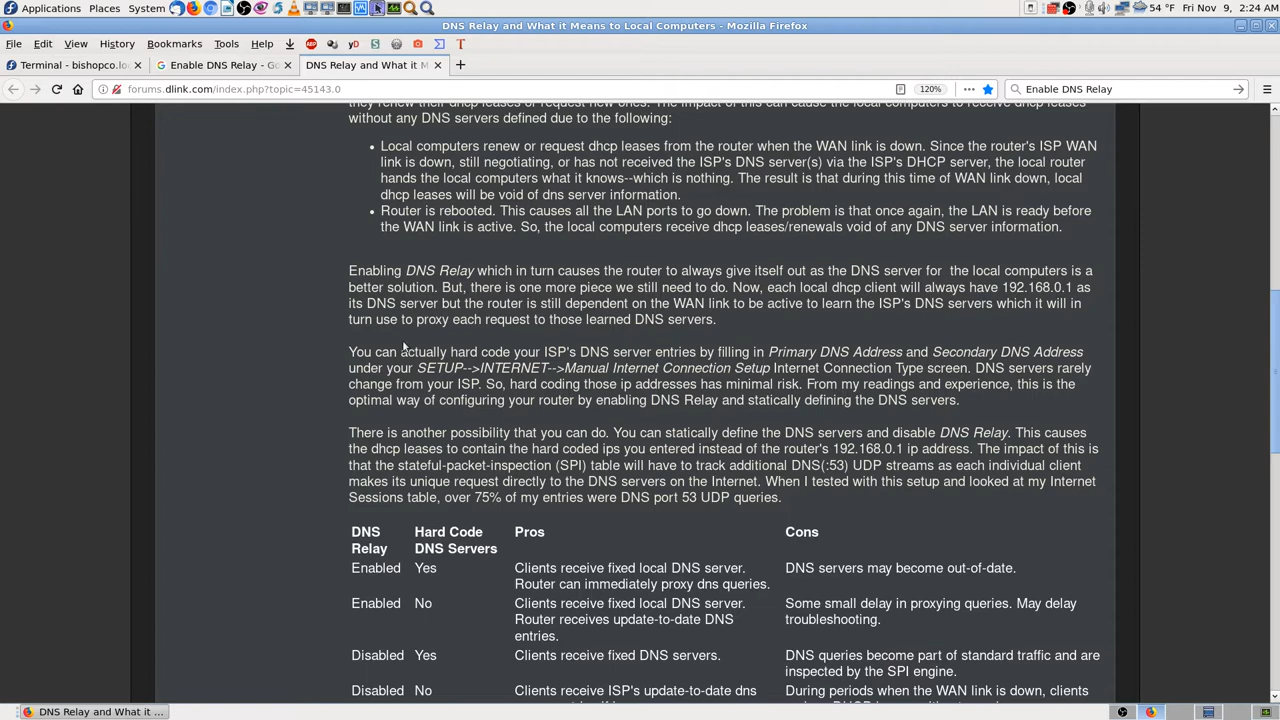 Applications Places System 54 °F Fri Nov 9, 2:24 AM
DNS Relay and What it Means to Local Computers - Mozilla Firefox
File Edit View History Bookmarks Tools Help
Terminal - bishopco.lo Enable DNS Relay - Go DNS Relay and What it M
forums.dlink.com/index.php?topic=45143.0 120% Enable DNS Relay
they renew their dhcp leases or request new ones. The impact of this can cause the local computers to receive dhcp leases
without any DNS servers defined due to the following:
• Local computers renew or request dhcp leases from the router when the WAN link is down. Since the router's ISP WAN
link is down, still negotiating, or has not received the ISP's DNS server(s) via the ISP's DHCP server, the local router
hands the local computers what it knows--which is nothing. The result is that during this time of WAN link down, local
dhcp leases will be void of dns server information.
• Router is rebooted. This causes all the LAN ports to go down. The problem is that once again, the LAN is ready before
the WAN link is active. So, the local computers receive dhcp leases/renewals void of any DNS server information.
Enabling DNS Relay which in turn causes the router to always give itself out as the DNS server for the local computers is a
better solution. But, there is one more piece we still need to do. Now, each local dhcp client will always have 192.168.0.1 as
its DNS server but the router is still dependent on the WAN link to be active to learn the ISP's DNS servers which it will in
turn use to proxy each request to those learned DNS servers.
You can actually hard code your ISP's DNS server entries by filling in Primary DNS Address and Secondary DNS Address
under your SETUP-->INTERNET-->Manual Internet Connection Setup Internet Connection Type screen. DNS servers rarely
change from your ISP. So, hard coding those ip addresses has minimal risk. From my readings and experience, this is the
optimal way of configuring your router by enabling DNS Relay and statically defining the DNS servers.
There is another possibility that you can do. You can statically define the DNS servers and disable DNS Relay. This causes
the dhcp leases to contain the hard coded ips you entered instead of the router's 192.168.0.1 ip address. The impact of this is
that the stateful-packet-inspection (SPI) table will have to track additional DNS(:53) UDP streams as each individual client
makes its unique request directly to the DNS servers on the Internet. When I tested with this setup and looked at my Internet
Sessions table, over 75% of my entries were DNS port 53 UDP queries.
DNS Hard Code Pros Cons
Relay DNS Servers
Enabled Yes Clients receive fixed local DNS server. DNS servers may become out-of-date.
Router can immediately proxy dns queries.
Enabled No Clients receive fixed local DNS server. Some small delay in proxying queries. May delay
Router receives update-to-date DNS troubleshooting.
entries.
Disabled Yes Clients receive fixed DNS servers. DNS queries become part of standard traffic and are
inspected by the SPI engine.
Disabled No Clients receive ISP's update-to-date dns During periods when the WAN link is down, clients
DNS Relay and What it ...